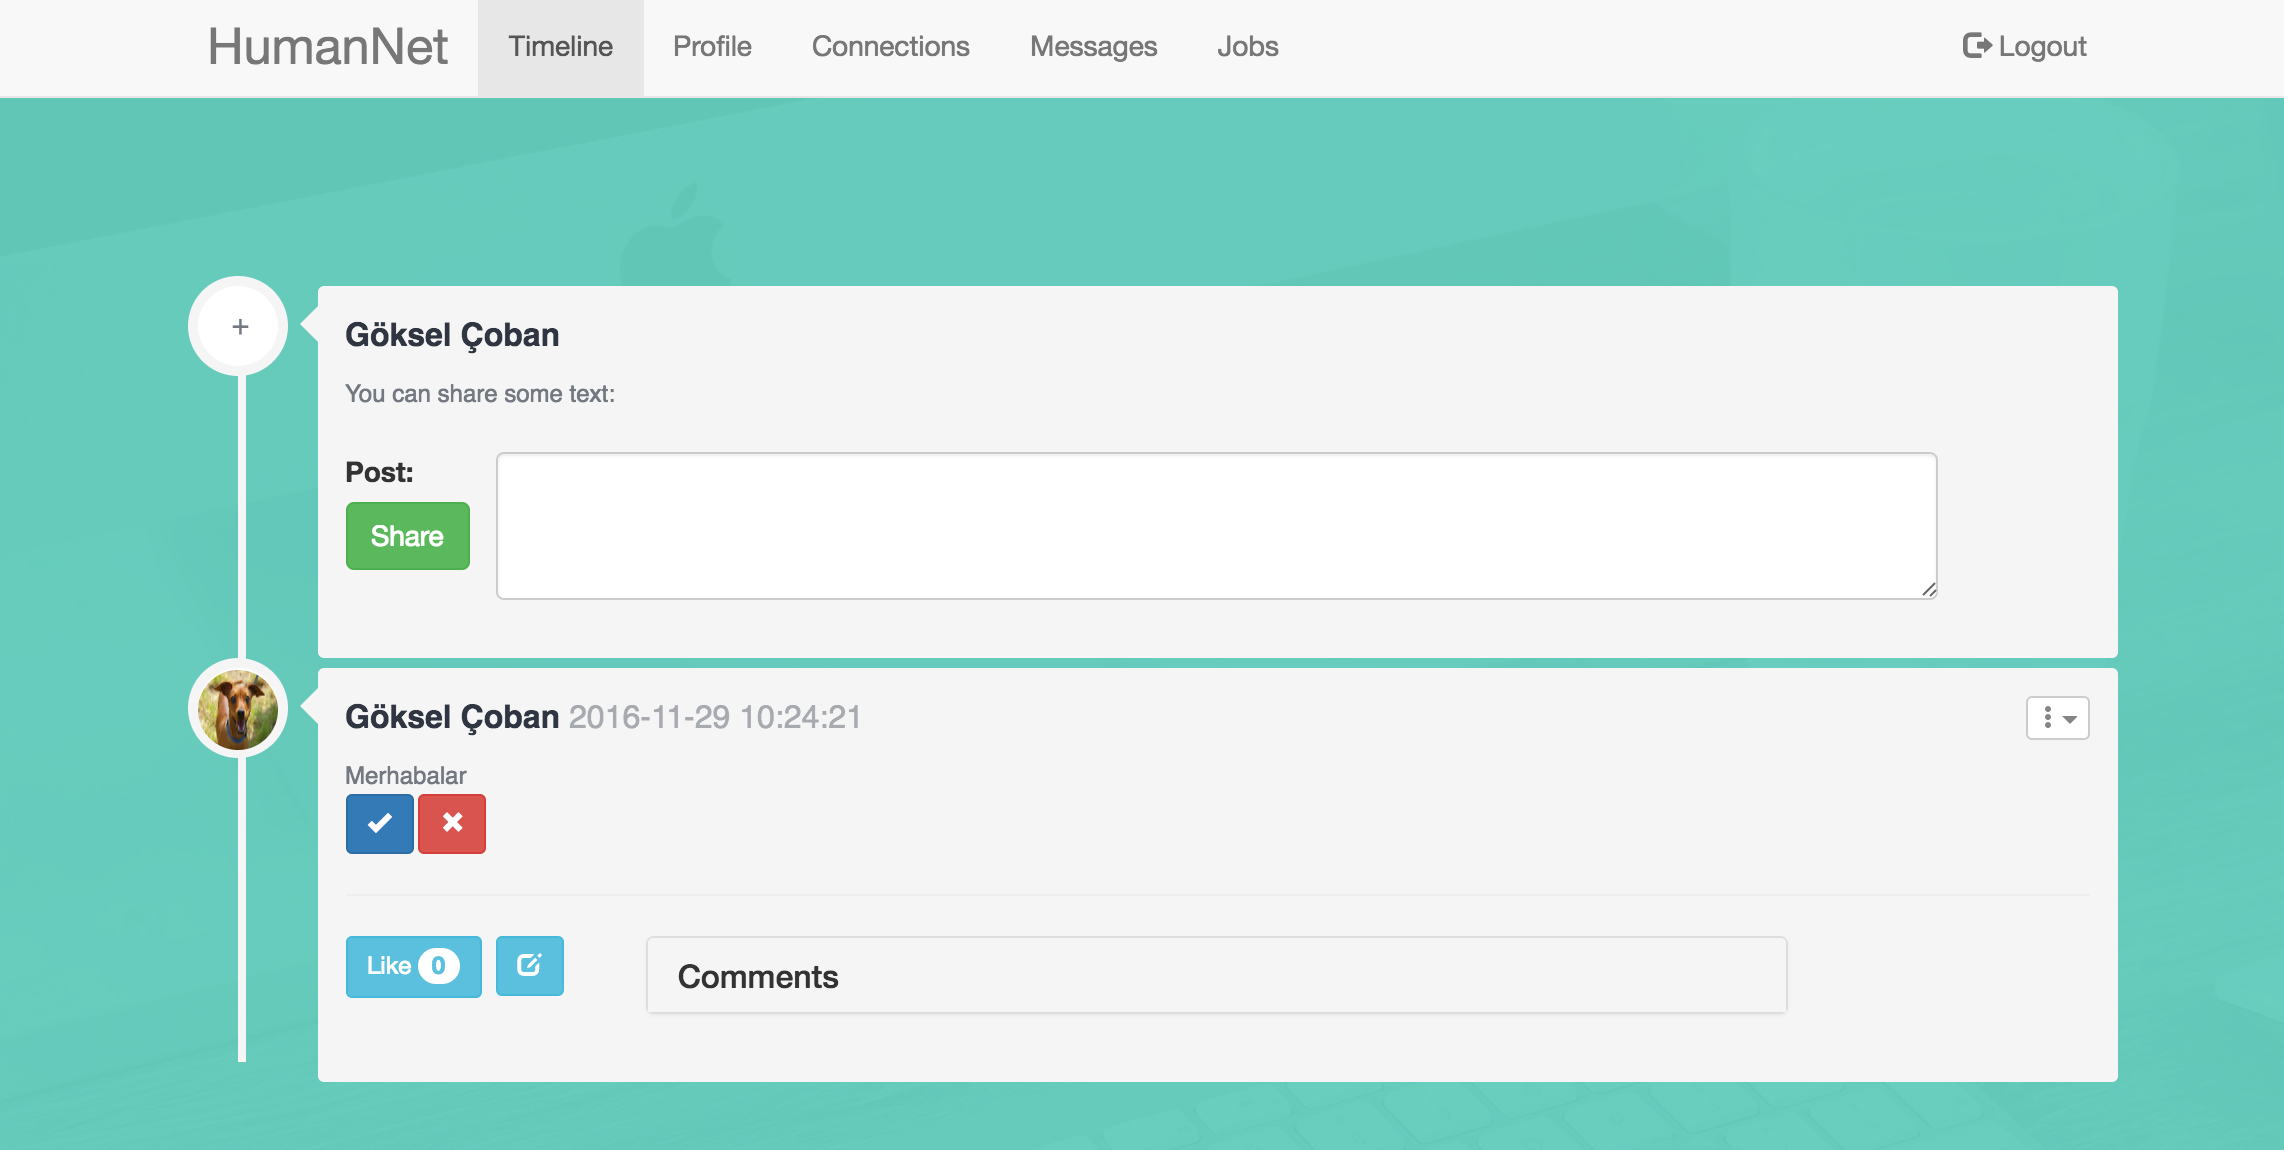 HumanNet Timeline Profile Connections Messages Jobs Logout
+
Göksel Çoban
You can share some text:
Post:
Share
Göksel Çoban 2016-11-29 10:24:21
Merhabalar
Like 0
Comments